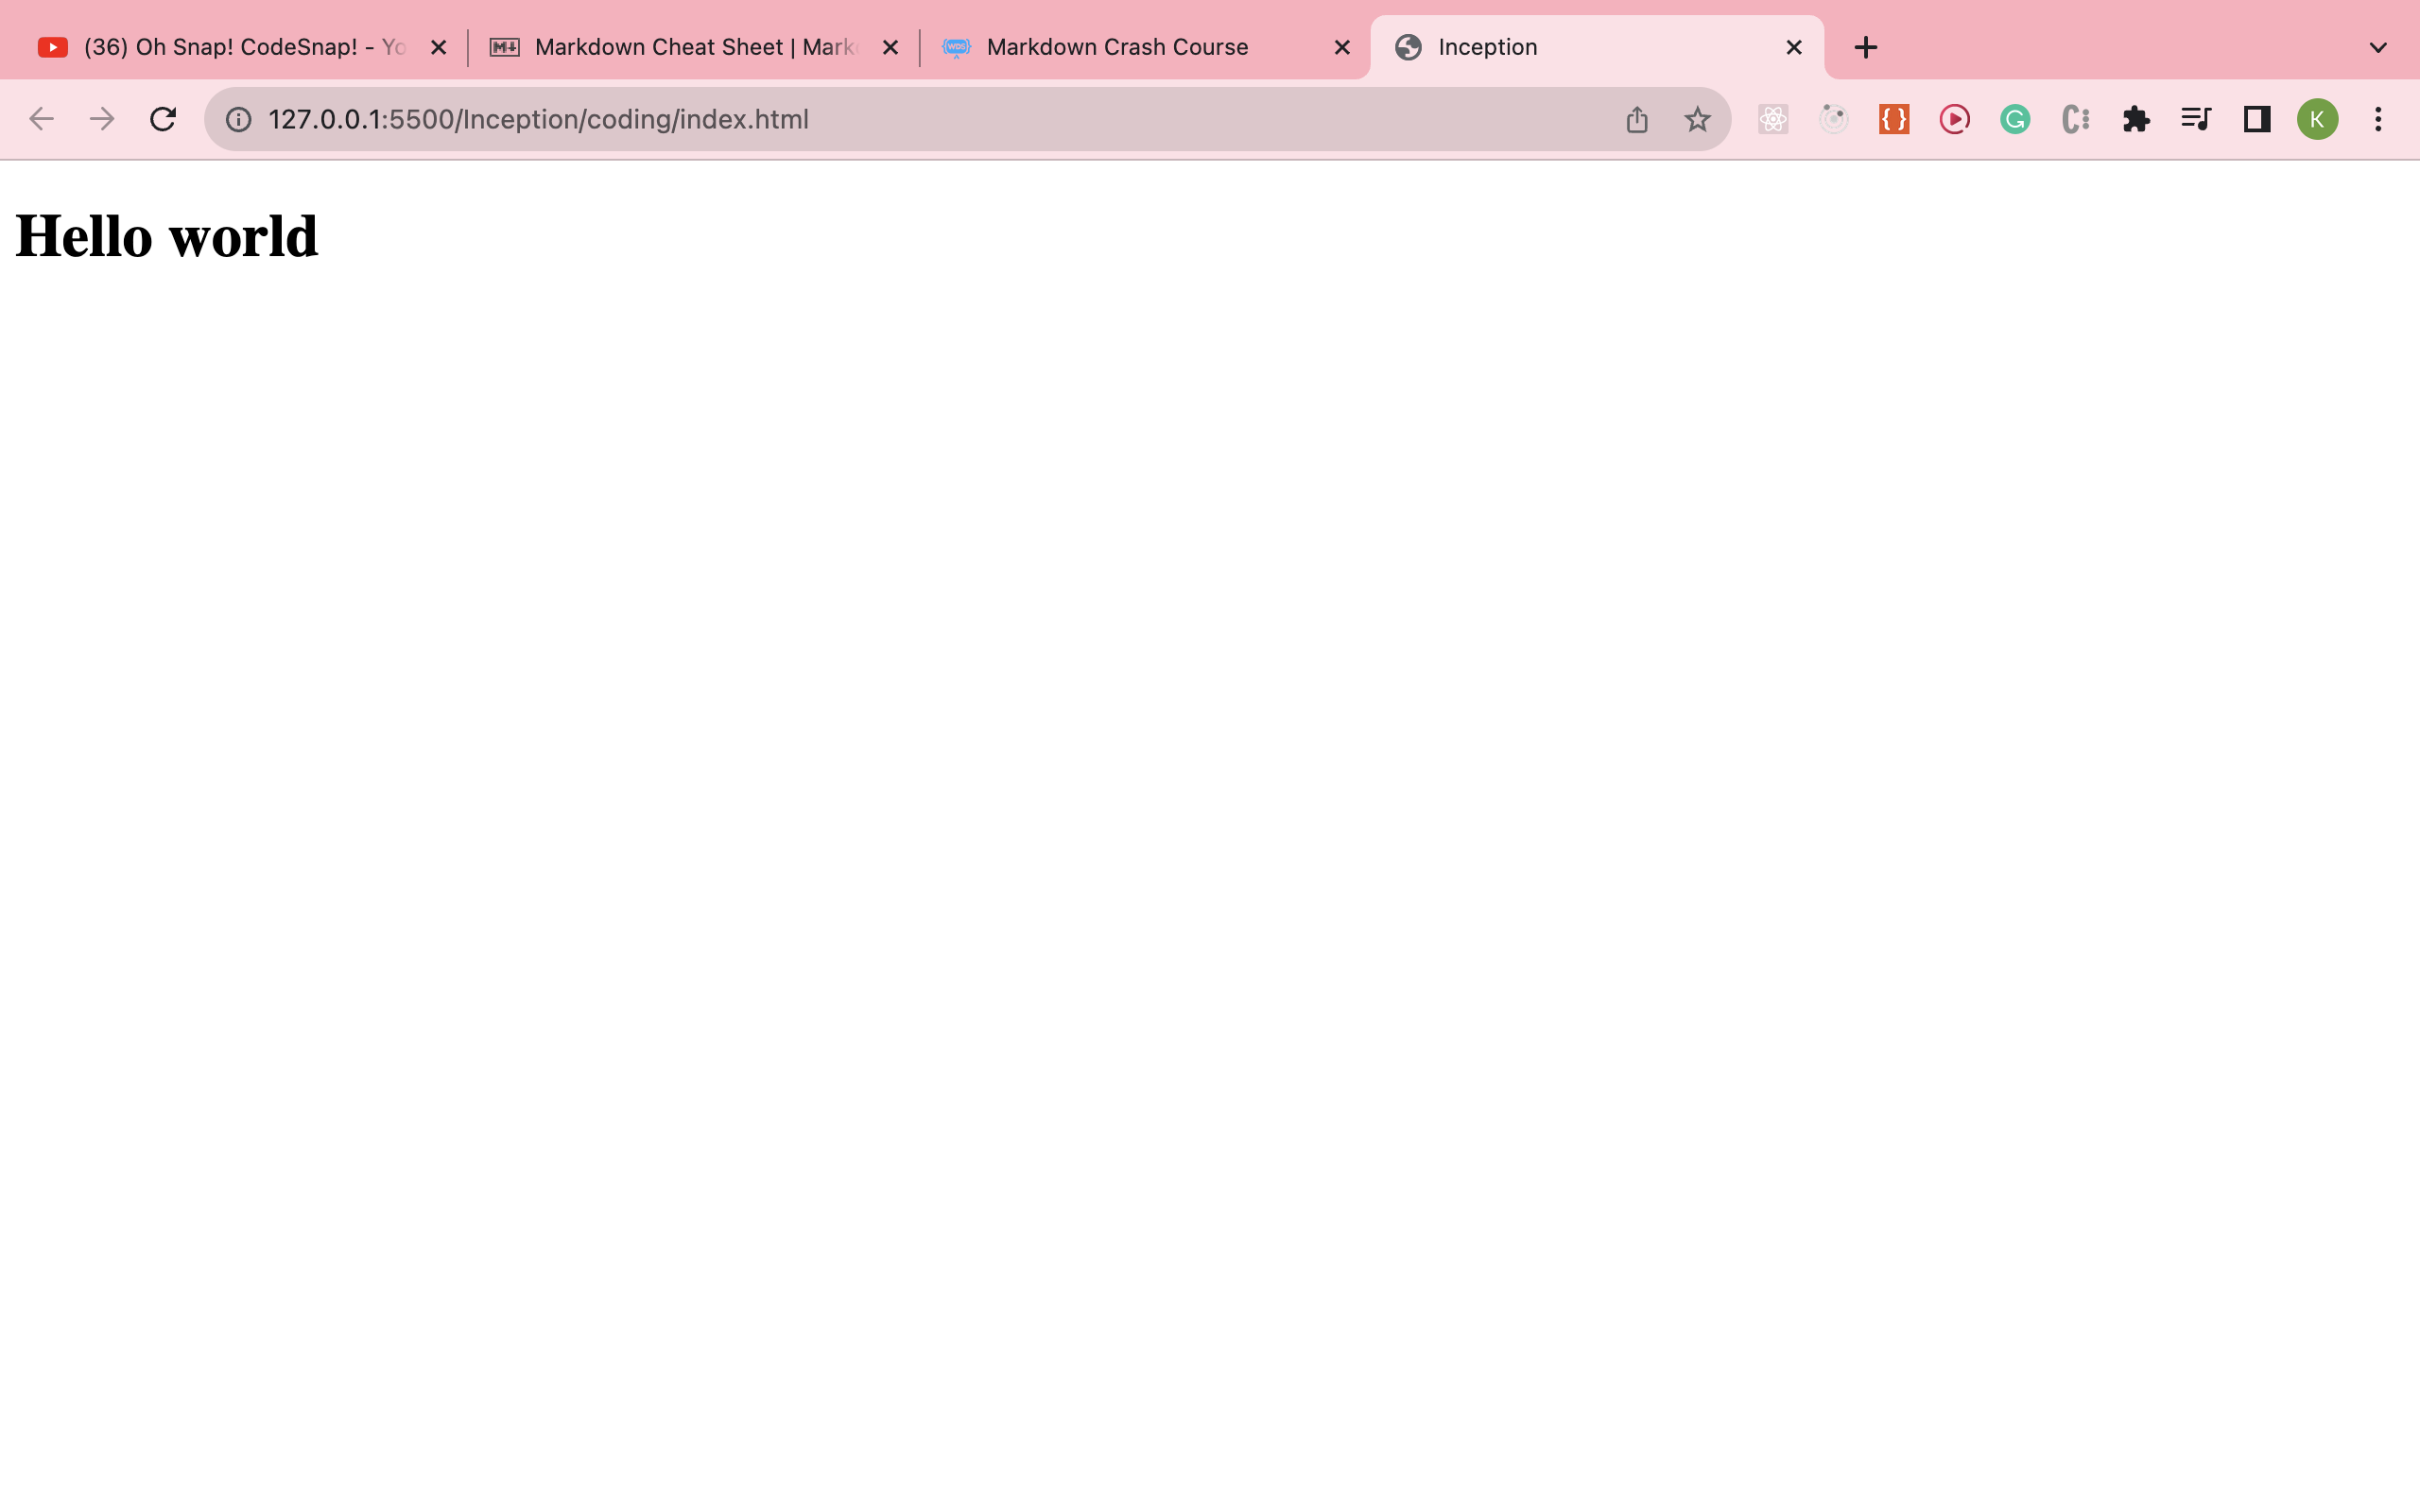 (36) Oh Snap! CodeSnap! - Yo
Markdown Cheat Sheet | Mark
Markdown Crash Course
Inception
127.0.0.1:5500/Inception/coding/index.html
K
Hello world